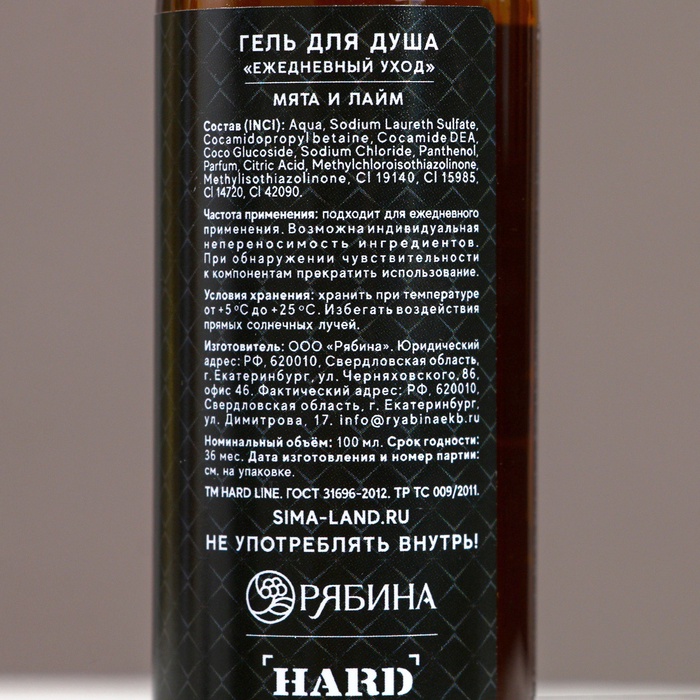 ГЕЛЬ ДЛЯ ДУША
«ЕЖЕДНЕВНЫЙ УХОД»
МЯТА И ЛАЙМ
Состав (INCI): Aqua, Sodium Laureth Sulfate,
Cocamidopropyl betaine, Cocamide DEA,
Coco Glucoside, Sodium Chloride, Panthenol,
Parfum, Citric Acid, Methylchloroisothiazolinone,
Methylisothiazolinone, CI 19140, CI 15985,
CI 14720, CI 42090.
Частота применения: подходит для ежедневного
применения. Возможна индивидуальная
непереносимость ингредиентов.
При обнаружении чувствительности
к компонентам прекратить использование.
Условия хранения: хранить при температуре
от +5 °С до +25 °С. Избегать воздействия
прямых солнечных лучей.
Изготовитель: ООО «Рябина». Юридический
адрес: РФ, 620010, Свердловская область,
г. Екатеринбург, ул. Черняховского, 86,
офис 46. Фактический адрес: РФ, 620010,
Свердловская область, г. Екатеринбург,
ул. Димитрова, 17. info@ryabinaekb.ru
Номинальный объём: 100 мл. Срок годности:
36 мес. Дата изготовления и номер партии:
см. на упаковке.
TM HARD LINE. ГОСТ 31696-2012. ТР ТС 009/2011.
SIMA-LAND.RU
НЕ УПОТРЕБЛЯТЬ ВНУТРЬ!
РЯБИНА
HARD